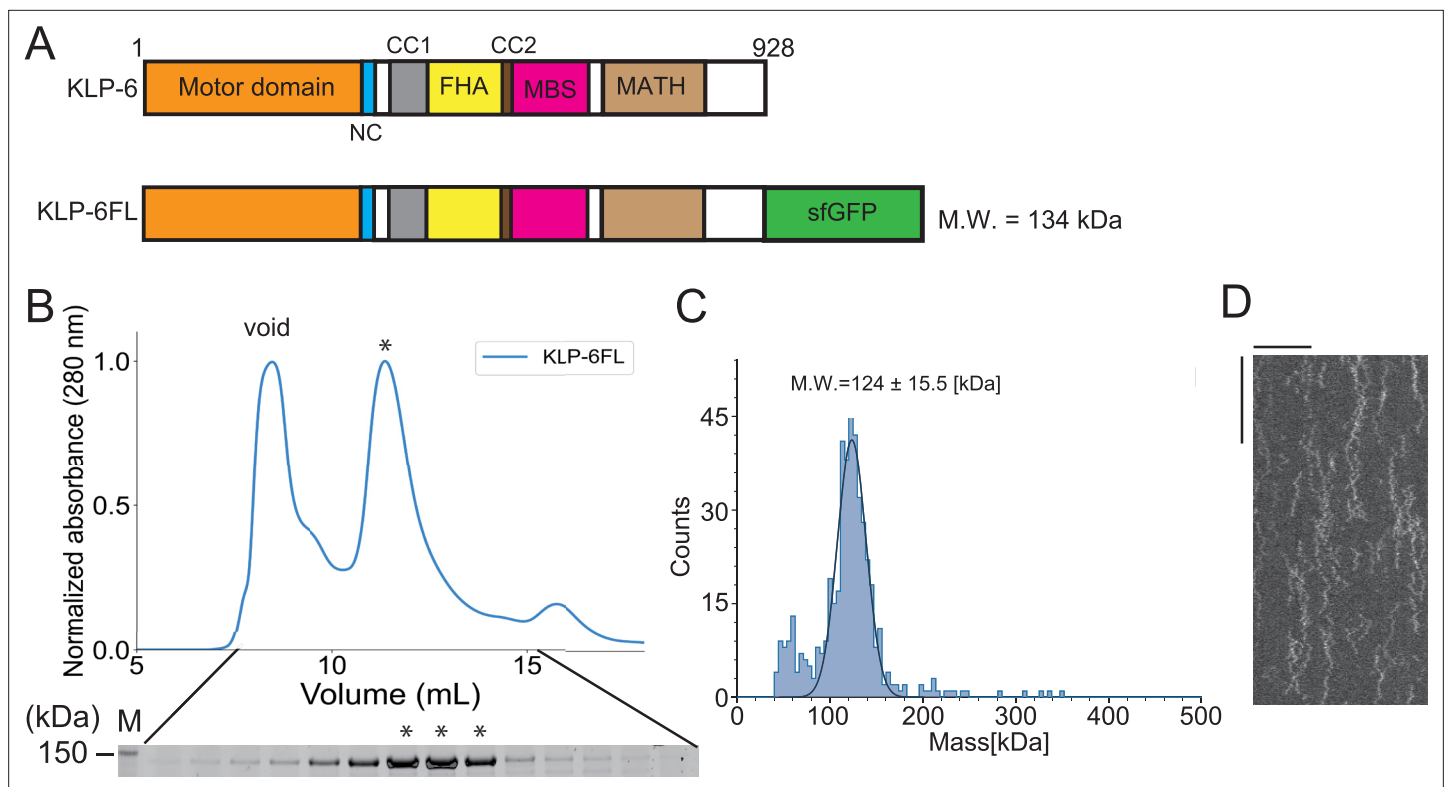 A
1 CC1 CC2 928
KLP-6 Motor domain FHA MBS MATH
NC
KLP-6FL sfGFP M.W. = 134 kDa
B
void
*
KLP-6FL
Normalized absorbance (280 nm)
1.0
0.5
0.0
5 10 15
Volume (mL)
(kDa) M
* * *
150
C
M.W.=124 ± 15.5 [kDa]
Counts
45
30
15
0
0 100 200 300 400 500
Mass[kDa]
D